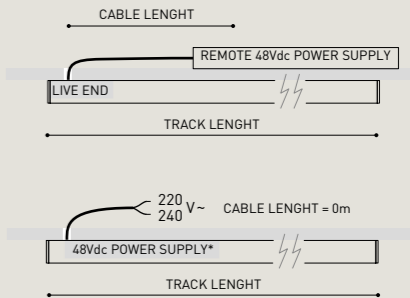 CABLE LENGHT
REMOTE 48Vdc POWER SUPPLY
LIVE END
TRACK LENGHT
220
240 V~ CABLE LENGHT = 0m
48Vdc POWER SUPPLY*
TRACK LENGHT